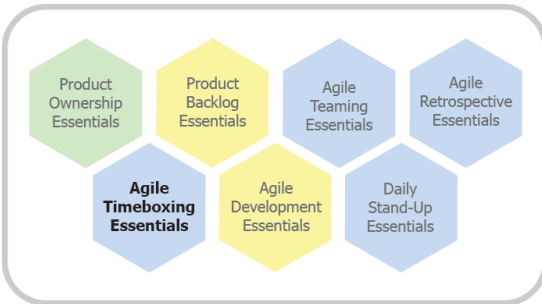 Product
Ownership
Essentials
Product
Backlog
Essentials
Agile
Teaming
Essentials
Agile
Retrospective
Essentials
Agile
Timeboxing
Essentials
Agile
Development
Essentials
Daily
Stand-Up
Essentials